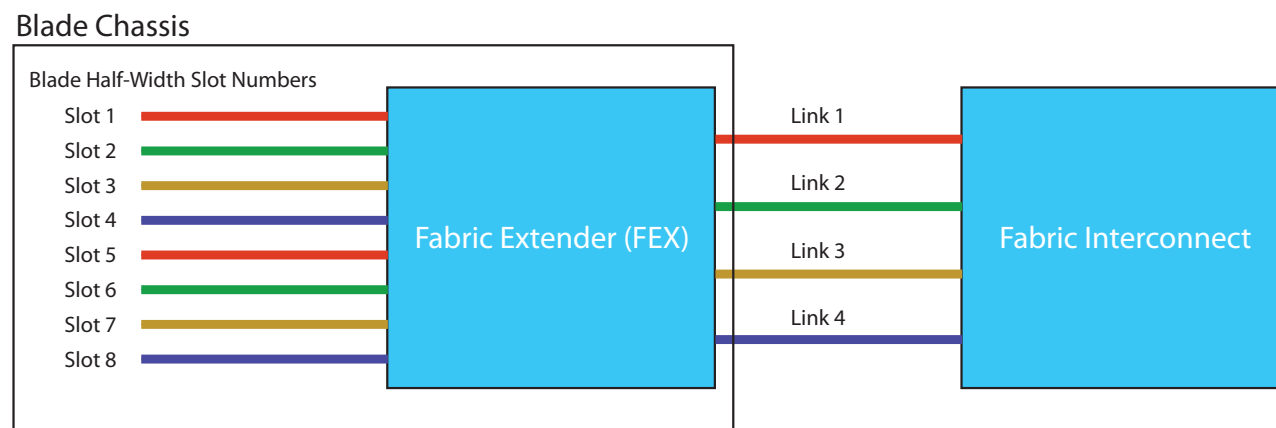 Blade Chassis
Blade Half-Width Slot Numbers
Slot 1
Slot 2
Slot 3
Slot 4
Slot 5
Slot 6
Slot 7
Slot 8
Fabric Extender (FEX)
Link 1
Link 2
Link 3
Link 4
Fabric Interconnect